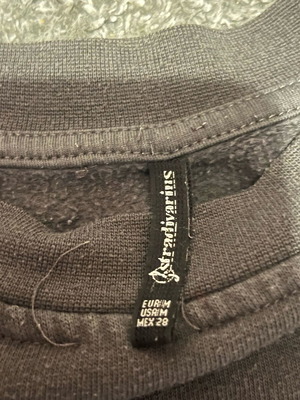 stradivarius
EUR/M
USA/M
MEX 28